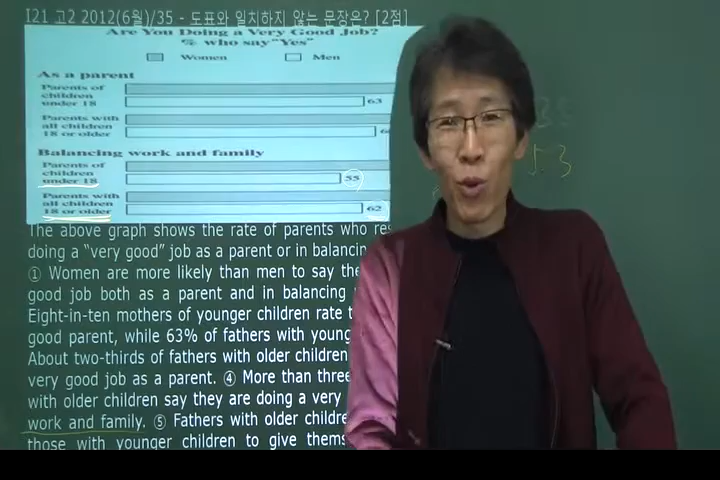 I21 고2 2012(6월)/35 - 도표와 일치하지 않는 문장은? [2점]
Are You Doing a Very Good Job?
% who say "Yes"
Women Men
As a parent
Parents of
children
under 18
63
Parents with
all children
18 or older
Balancing work and family
Parents of
children
under 18
55
Parents with
all children
18 or older
62
53
The above graph shows the rate of parents who
doing a "very good" job as a parent or in
① Women are more likely than men to say
good job both as a parent and in balancing
Eight-in-ten mothers of younger children rate
good parent, while 63% of fathers with
About two-thirds of fathers with older children
very good job as a parent. ④ More than
with older children say they are doing a very
work and family. ⑤ Fathers with older
those with younger children to give